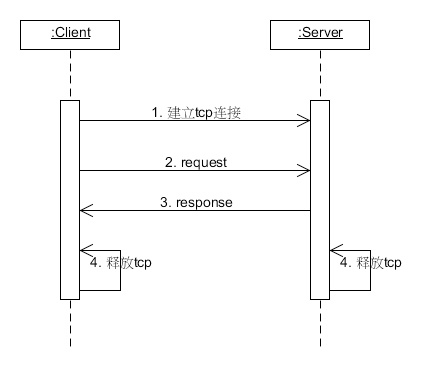 :Client
:Server
1. 建立tcp连接
2. request
3. response
4. 释放tcp
4. 释放tcp